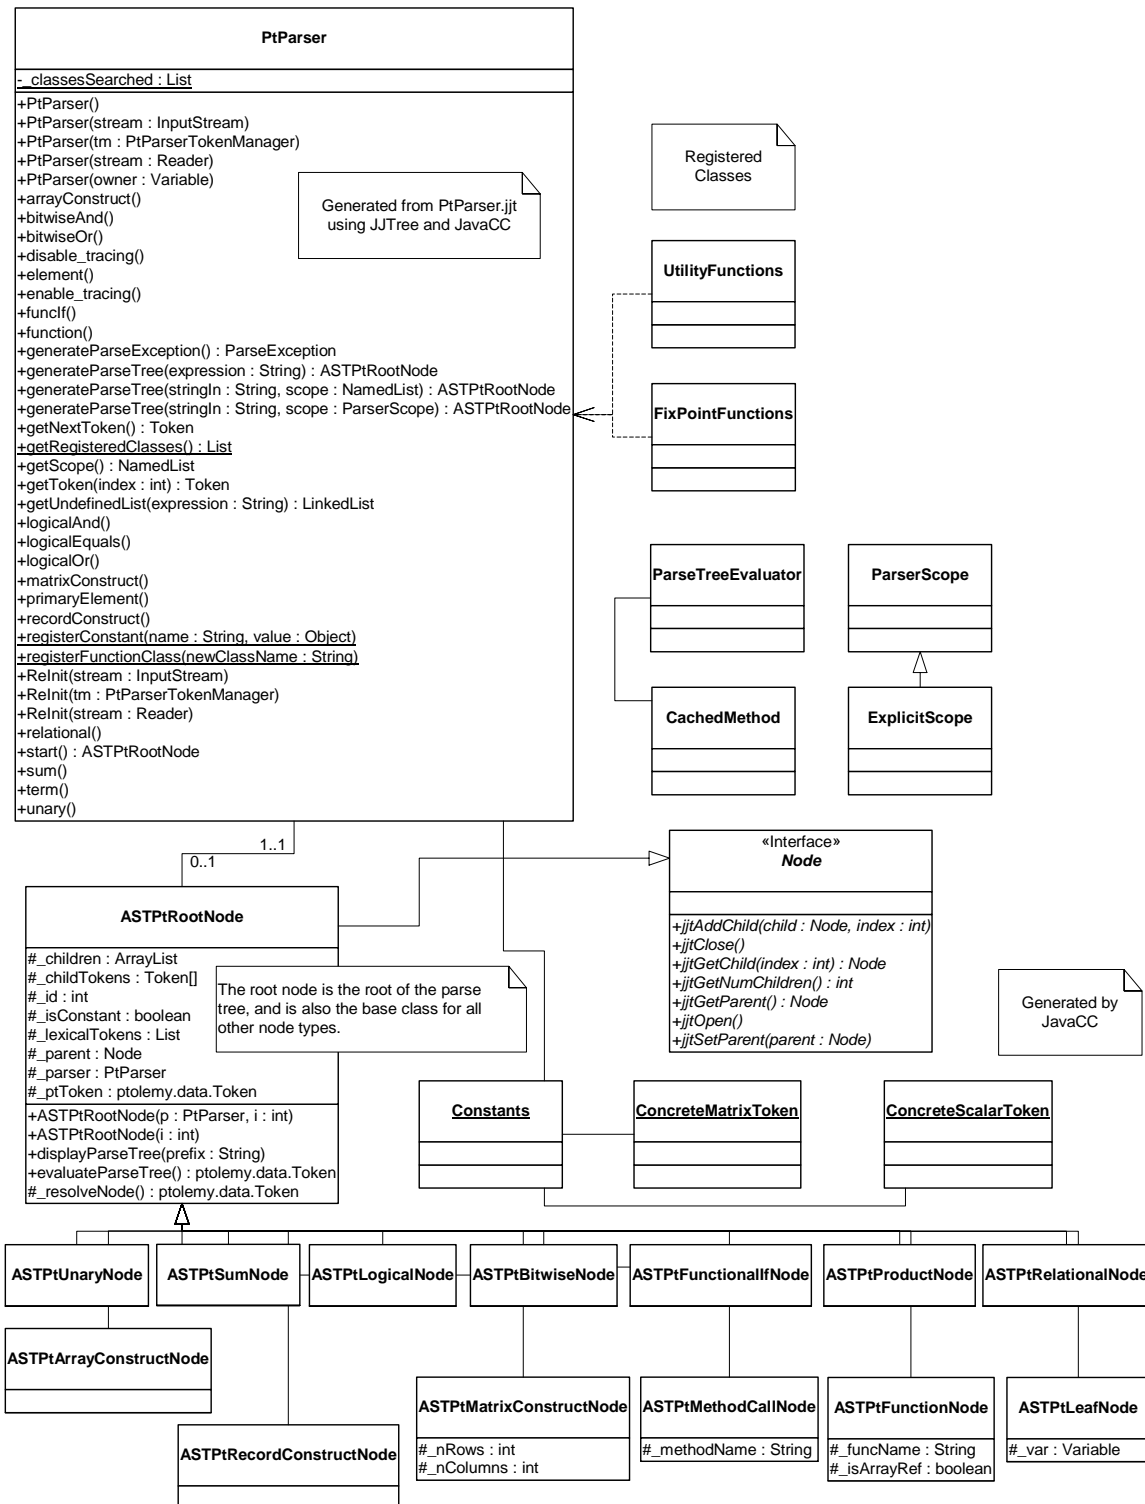 PtParser
-_classesSearched : List
+PtParser()
+PtParser(stream : InputStream)
+PtParser(tm : PtParserTokenManager)
+PtParser(stream : Reader)
+PtParser(owner : Variable)
+arrayConstruct()
+bitwiseAnd()
+bitwiseOr()
+disable_tracing()
+element()
+enable_tracing()
+funcIf()
+function()
+generateParseException() : ParseException
+generateParseTree(expression : String) : ASTPtRootNode
+generateParseTree(stringIn : String, scope : NamedList) : ASTPtRootNode
+generateParseTree(stringIn : String, scope : ParserScope) : ASTPtRootNode
+getNextToken() : Token
+getRegisteredClasses() : List
+getScope() : NamedList
+getToken(index : int) : Token
+getUndefinedList(expression : String) : LinkedList
+logicalAnd()
+logicalEquals()
+logicalOr()
+matrixConstruct()
+primaryElement()
+recordConstruct()
+registerConstant(name : String, value : Object)
+registerFunctionClass(newClassName : String)
+ReInit(stream : InputStream)
+ReInit(tm : PtParserTokenManager)
+ReInit(stream : Reader)
+relational()
+start() : ASTPtRootNode
+sum()
+term()
+unary()
Generated from PtParser.jjt
using JJTree and JavaCC
Registered
Classes
UtilityFunctions
FixPointFunctions
ParseTreeEvaluator
ParserScope
CachedMethod
ExplicitScope
1..1
0..1
«Interface»
Node
+jjtAddChild(child : Node, index : int)
+jjtClose()
+jjtGetChild(index : int) : Node
+jjtGetNumChildren() : int
+jjtGetParent() : Node
+jjtOpen()
+jjtSetParent(parent : Node)
Generated by
JavaCC
ASTPtRootNode
#_children : ArrayList
#_childTokens : Token[]
#_id : int
#_isConstant : boolean
#_lexicalTokens : List
#_parent : Node
#_parser : PtParser
#_ptToken : ptolemy.data.Token
+ASTPtRootNode(p : PtParser, i : int)
+ASTPtRootNode(i : int)
+displayParseTree(prefix : String)
+evaluateParseTree() : ptolemy.data.Token
#_resolveNode() : ptolemy.data.Token
The root node is the root of the parse
tree, and is also the base class for all
other node types.
Constants
ConcreteMatrixToken
ConcreteScalarToken
ASTPtUnaryNode
ASTPtSumNode
ASTPtLogicalNode
ASTPtBitwiseNode
ASTPtFunctionalIfNode
ASTPtProductNode
ASTPtRelationalNode
ASTPtArrayConstructNode
ASTPtRecordConstructNode
ASTPtMatrixConstructNode
#_nRows : int
#_nColumns : int
ASTPtMethodCallNode
#_methodName : String
ASTPtFunctionNode
#_funcName : String
#_isArrayRef : boolean
ASTPtLeafNode
#_var : Variable